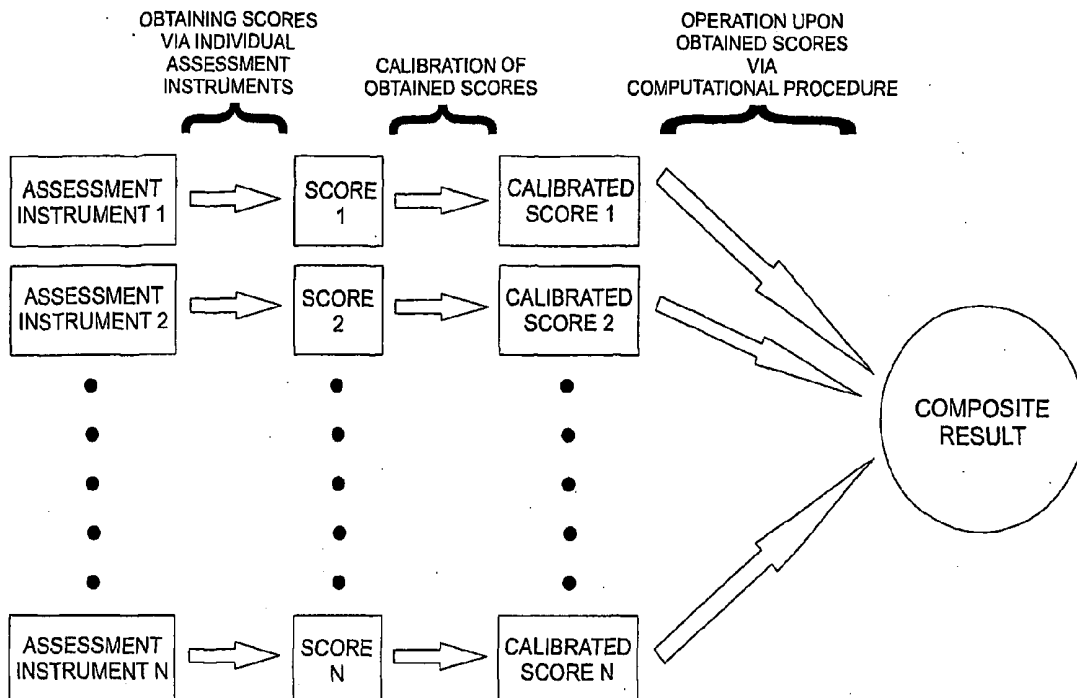 OBTAINING SCORES
VIA INDIVIDUAL
ASSESSMENT
INSTRUMENTS
CALIBRATION OF
OBTAINED SCORES
OPERATION UPON
OBTAINED SCORES
VIA
COMPUTATIONAL PROCEDURE
ASSESSMENT
INSTRUMENT 1
SCORE
1
CALIBRATED
SCORE 1
ASSESSMENT
INSTRUMENT 2
SCORE
2
CALIBRATED
SCORE 2
COMPOSITE
RESULT
ASSESSMENT
INSTRUMENT N
SCORE
N
CALIBRATED
SCORE N